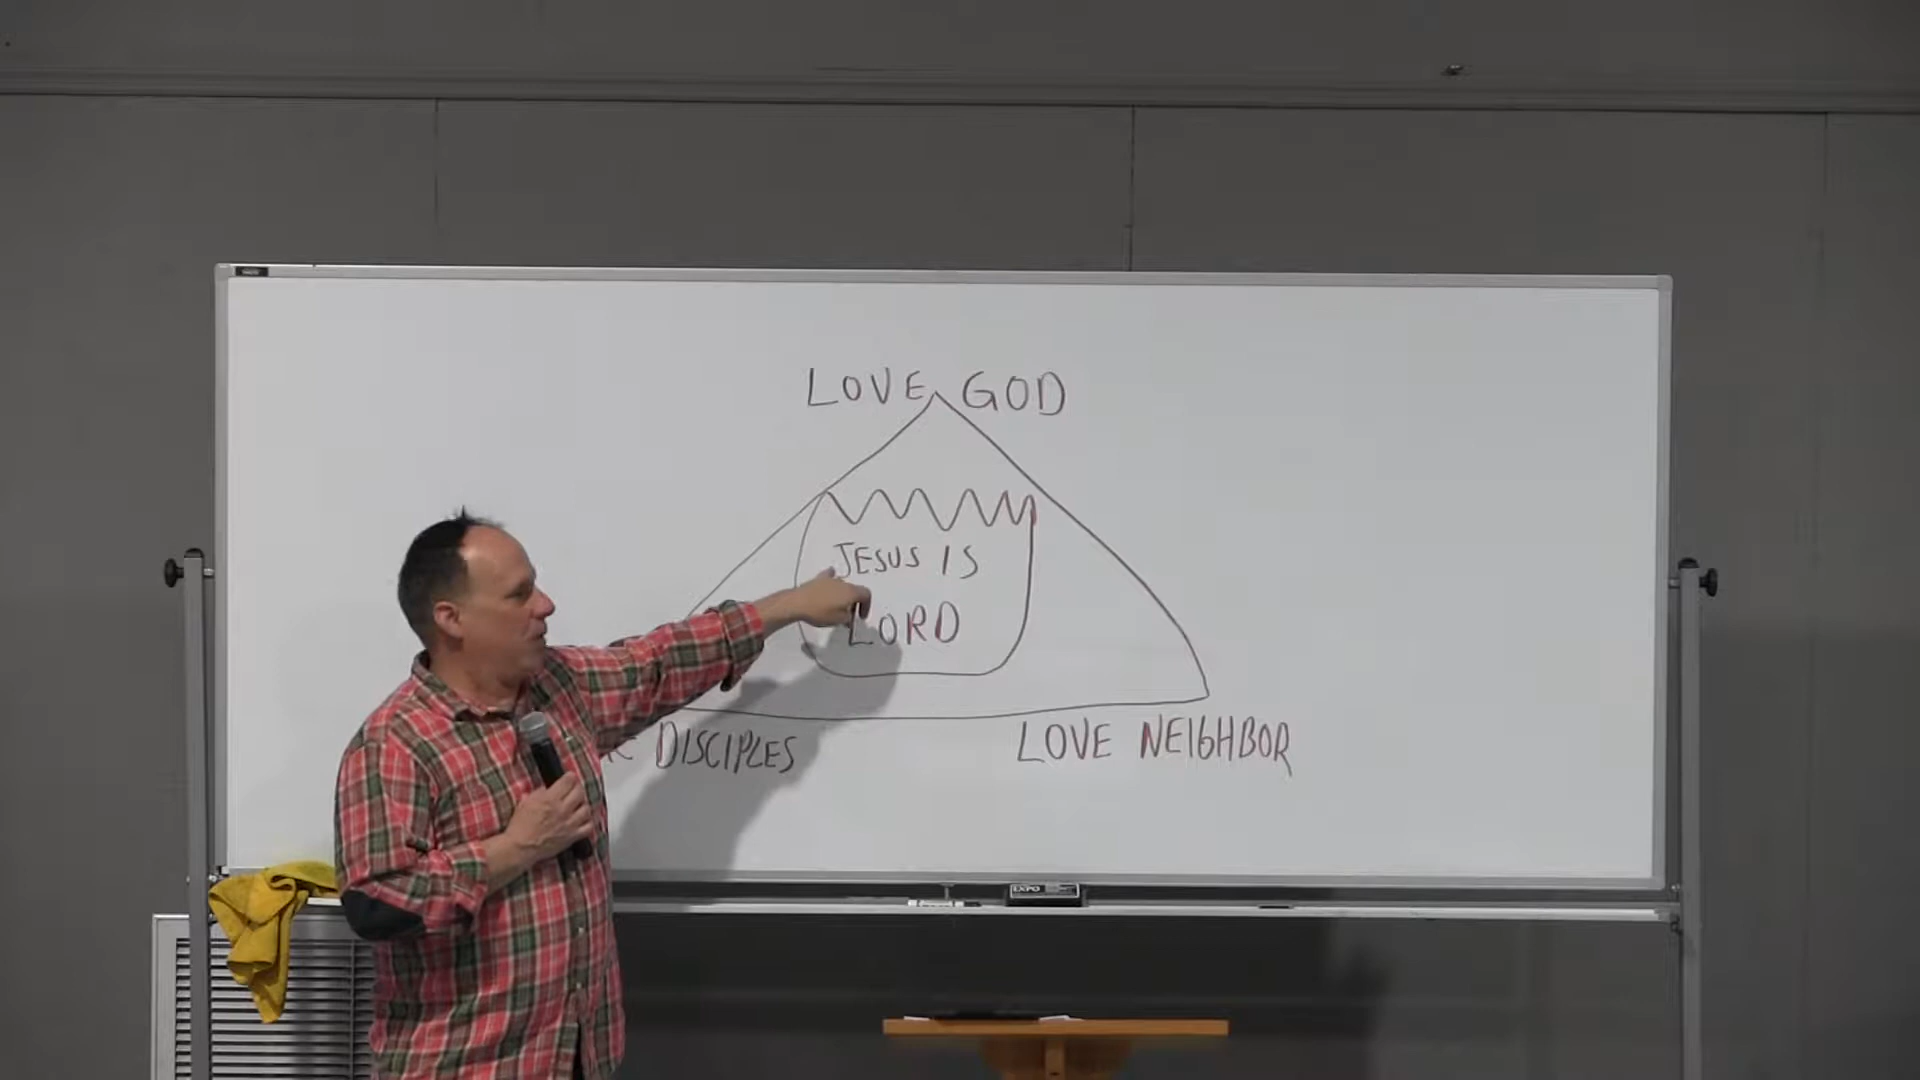 LOVE GOD
JESUS IS
LORD
DISCIPLES
LOVE NEIGHBOR
EXPO